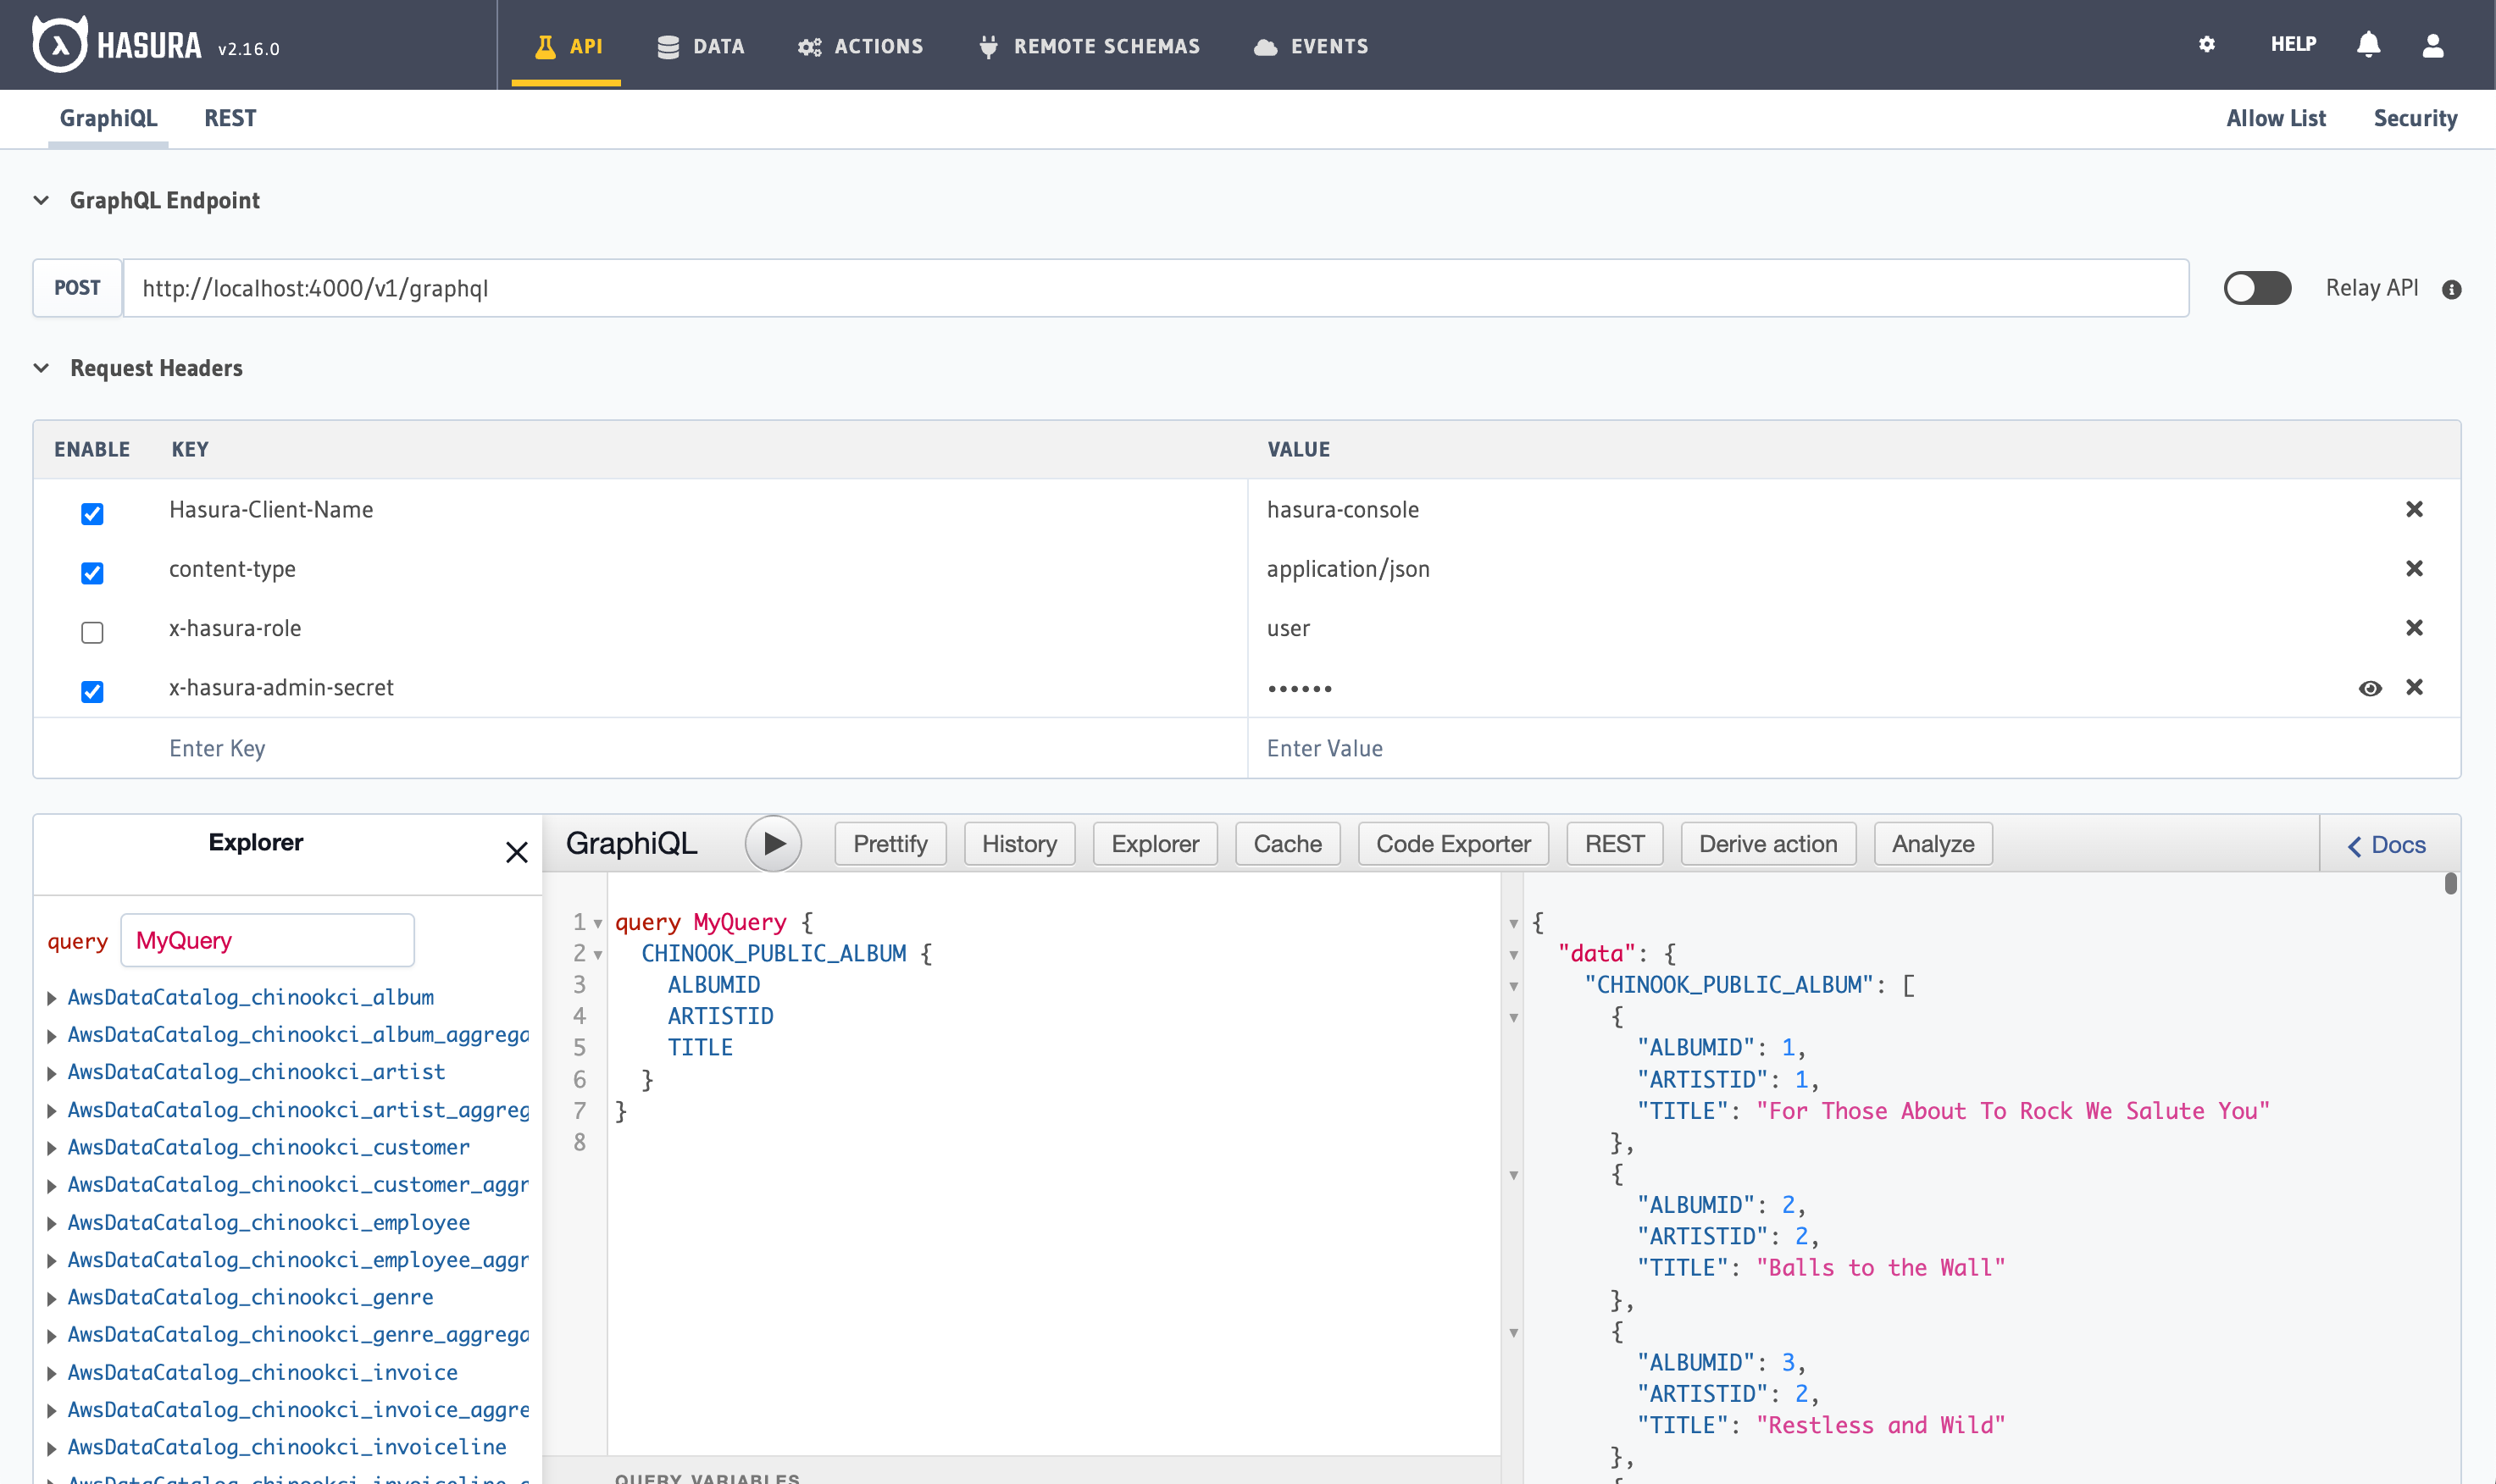 HASURA v2.16.0 API DATA ACTIONS REMOTE SCHEMAS EVENTS HELP
GraphiQL REST Allow List Security
GraphQL Endpoint
POST http://localhost:4000/v1/graphql Relay API
Request Headers
ENABLE KEY VALUE
Hasura-Client-Name hasura-console
content-type application/json
x-hasura-role user
x-hasura-admin-secret ••••••
Enter Key Enter Value
Explorer
GraphiQL Prettify History Explorer Cache Code Exporter REST Derive action Analyze Docs
query MyQuery
AwsDataCatalog_chinookci_album
AwsDataCatalog_chinookci_album_aggrega
AwsDataCatalog_chinookci_artist
AwsDataCatalog_chinookci_artist_aggreg
AwsDataCatalog_chinookci_customer
AwsDataCatalog_chinookci_customer_aggr
AwsDataCatalog_chinookci_employee
AwsDataCatalog_chinookci_employee_aggr
AwsDataCatalog_chinookci_genre
AwsDataCatalog_chinookci_genre_aggrega
AwsDataCatalog_chinookci_invoice
AwsDataCatalog_chinookci_invoice_aggre
AwsDataCatalog_chinookci_invoiceline
1 query MyQuery {
2 CHINOOK_PUBLIC_ALBUM {
3 ALBUMID
4 ARTISTID
5 TITLE
6 }
7 }
8
QUERY VARIABLES
{
"data": {
"CHINOOK_PUBLIC_ALBUM": [
{
"ALBUMID": 1,
"ARTISTID": 1,
"TITLE": "For Those About To Rock We Salute You"
},
{
"ALBUMID": 2,
"ARTISTID": 2,
"TITLE": "Balls to the Wall"
},
{
"ALBUMID": 3,
"ARTISTID": 2,
"TITLE": "Restless and Wild"
},